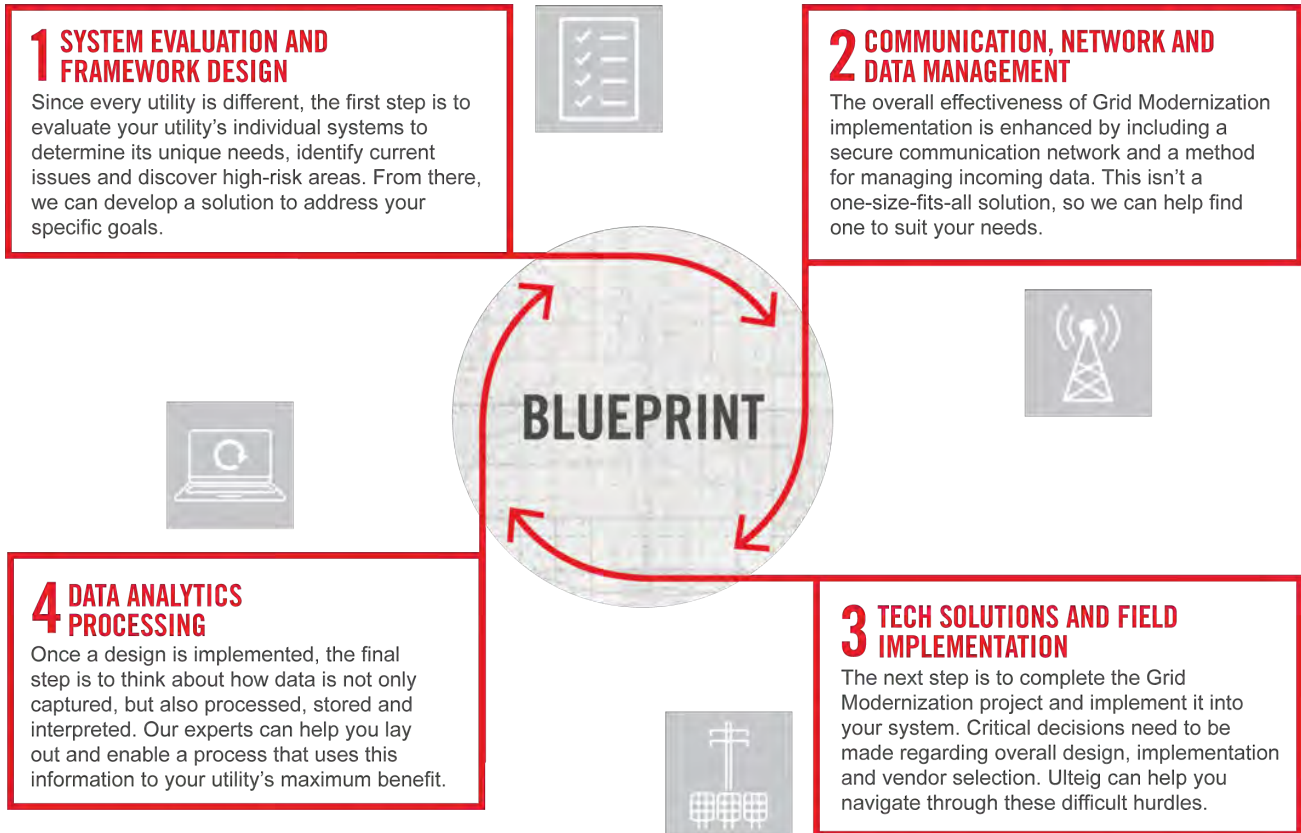 1 SYSTEM EVALUATION AND
FRAMEWORK DESIGN
Since every utility is different, the first step is to
evaluate your utility's individual systems to
determine its unique needs, identify current
issues and discover high-risk areas. From there,
we can develop a solution to address your
specific goals.
2 COMMUNICATION, NETWORK AND
DATA MANAGEMENT
The overall effectiveness of Grid Modernization
implementation is enhanced by including a
secure communication network and a method
for managing incoming data. This isn't a
one-size-fits-all solution, so we can help find
one to suit your needs.
BLUEPRINT
3 TECH SOLUTIONS AND FIELD
IMPLEMENTATION
The next step is to complete the Grid
Modernization project and implement it into
your system. Critical decisions need to be
made regarding overall design, implementation
and vendor selection. Ulteig can help you
navigate through these difficult hurdles.
4 DATA ANALYTICS
PROCESSING
Once a design is implemented, the final
step is to think about how data is not only
captured, but also processed, stored and
interpreted. Our experts can help you lay
out and enable a process that uses this
information to your utility's maximum benefit.